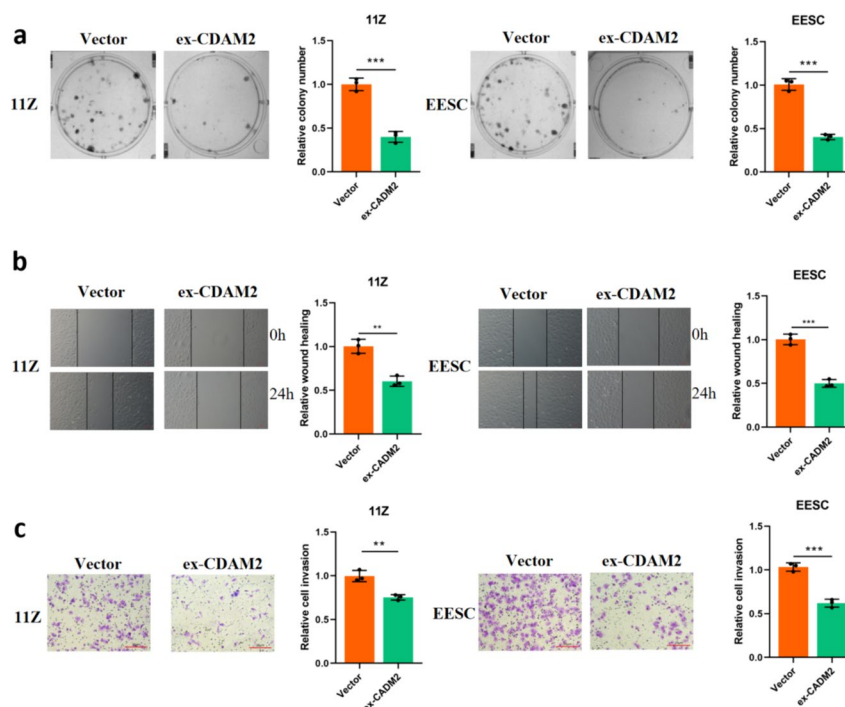 a
Vector
ex-CDAM2
11Z
11Z
Relative colony number
1.5
1.0
0.5
0.0
***
Vector
ex-CADM2
Vector
ex-CDAM2
EESC
EESC
Relative colony number
1.5
1.0
0.5
0.0
***
Vector
ex-CADM2
b
Vector
ex-CDAM2
11Z
0h
24h
11Z
Relative wound healing
1.5
1.0
0.5
0.0
**
Vector
ex-CADM2
Vector
ex-CDAM2
EESC
0h
24h
EESC
Relative wound healing
1.5
1.0
0.5
0.0
***
Vector
ex-CADM2
c
Vector
ex-CDAM2
11Z
11Z
Relative cell invasion
1.5
1.0
0.5
0.0
**
Vector
ex-CADM2
Vector
ex-CDAM2
EESC
EESC
Relative cell invasion
1.5
1.0
0.5
0.0
***
Vector
ex-CADM2